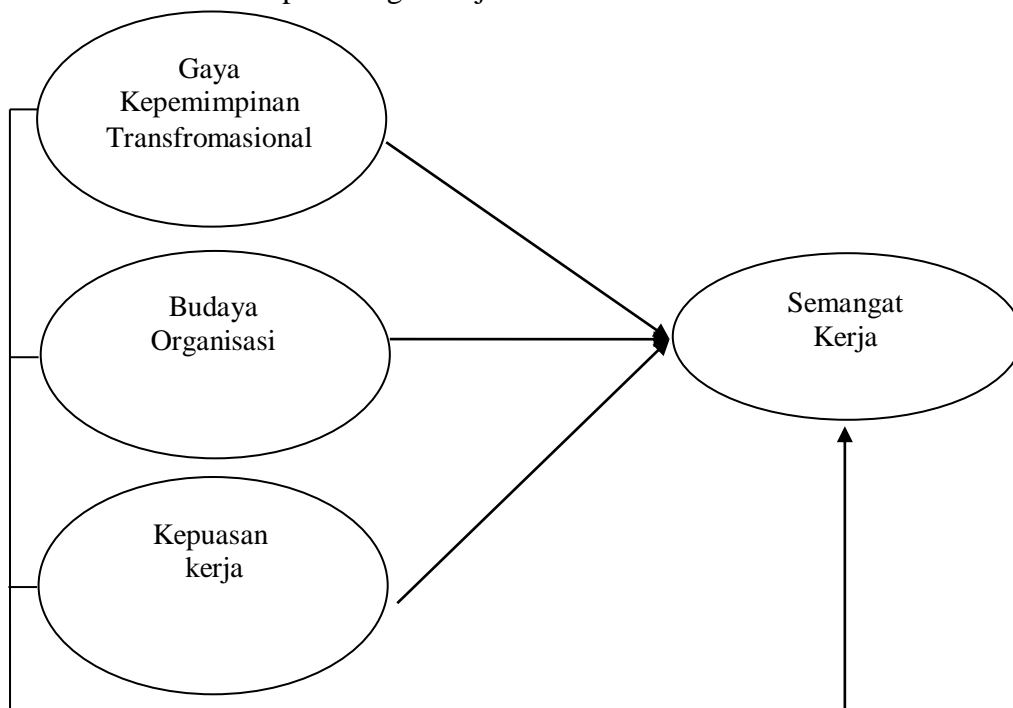 Gaya
Kepemimpinan
Transfromasional
Budaya
Organisasi
Semangat
Kerja
Kepuasan
kerja